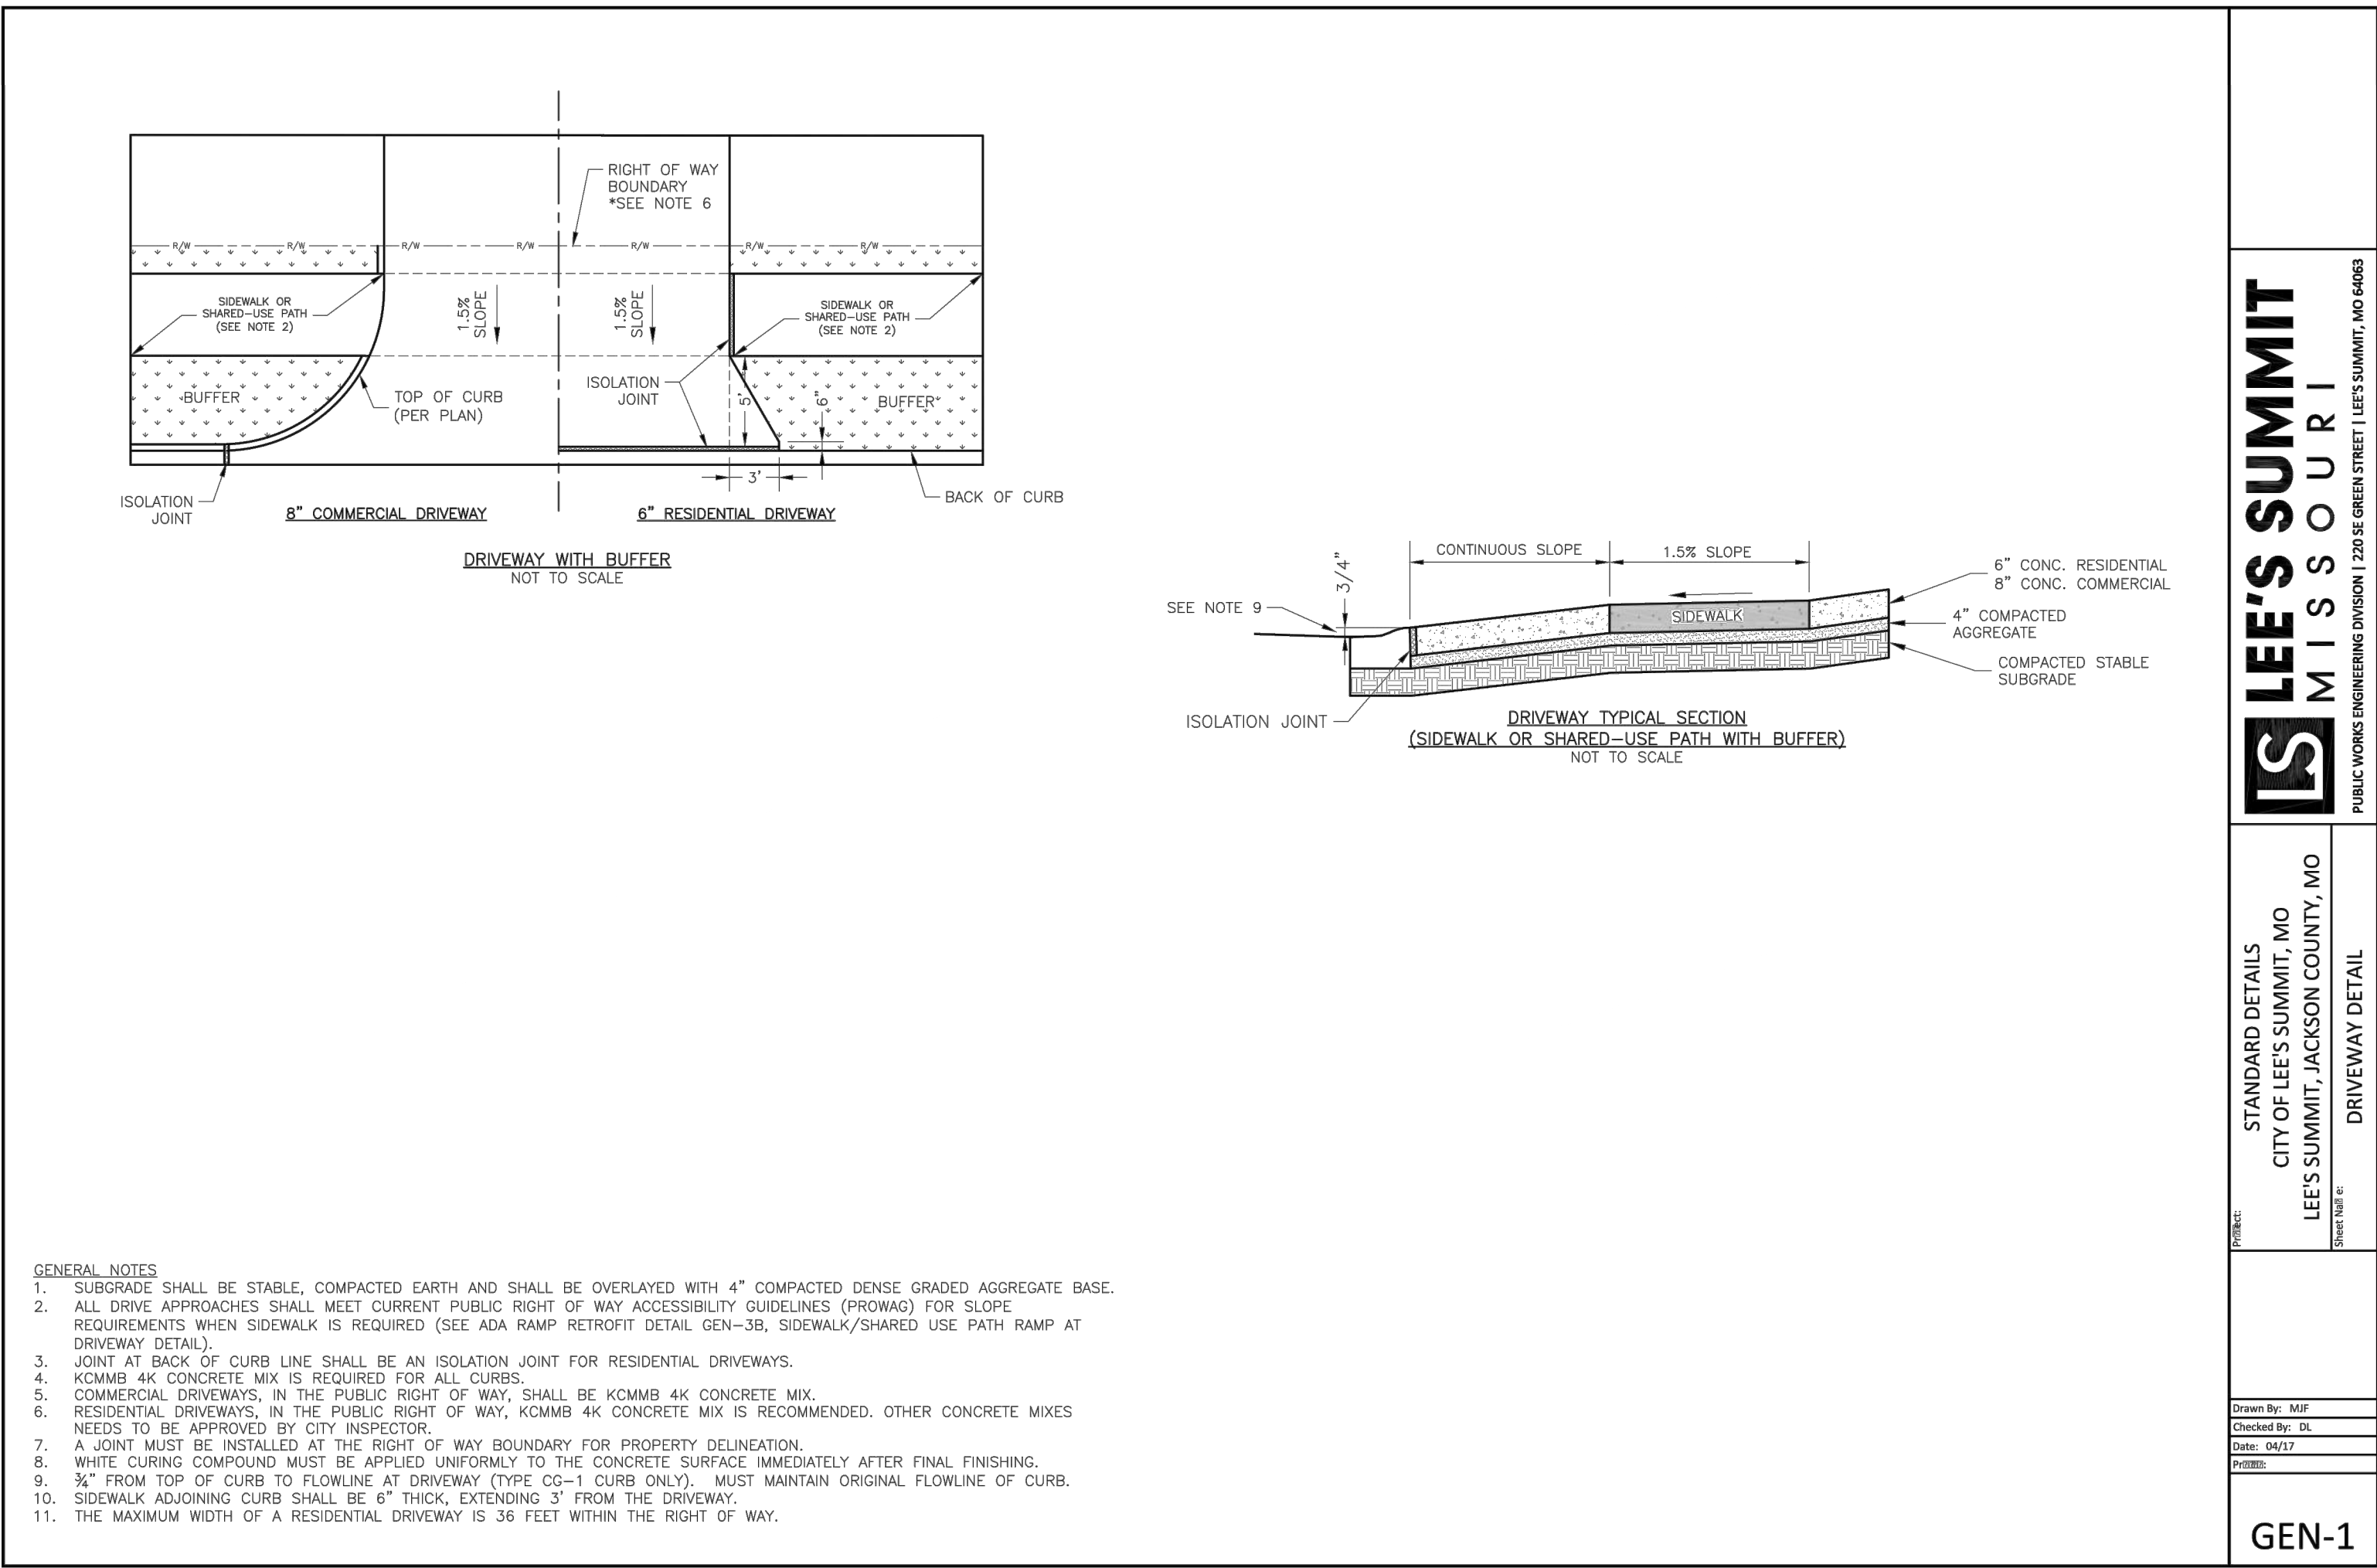 RIGHT OF WAY
BOUNDARY
*SEE NOTE 6
R/W
R/W
R/W
R/W
R/W
R/W
R/W
SIDEWALK OR
SHARED-USE PATH
(SEE NOTE 2)
1.5%
SLOPE
1.5%
SLOPE
SIDEWALK OR
SHARED-USE PATH
(SEE NOTE 2)
BUFFER
TOP OF CURB
(PER PLAN)
ISOLATION
JOINT
5'
6"
BUFFER
3'
ISOLATION
JOINT
BACK OF CURB
8" COMMERCIAL DRIVEWAY
6" RESIDENTIAL DRIVEWAY
DRIVEWAY WITH BUFFER
NOT TO SCALE
3/4"
CONTINUOUS SLOPE
1.5% SLOPE
6" CONC. RESIDENTIAL
8" CONC. COMMERCIAL
SEE NOTE 9
SIDEWALK
4" COMPACTED
AGGREGATE
COMPACTED STABLE
SUBGRADE
ISOLATION JOINT
DRIVEWAY TYPICAL SECTION
(SIDEWALK OR SHARED-USE PATH WITH BUFFER)
NOT TO SCALE
GENERAL NOTES
1. SUBGRADE SHALL BE STABLE, COMPACTED EARTH AND SHALL BE OVERLAYED WITH 4" COMPACTED DENSE GRADED AGGREGATE BASE.
2. ALL DRIVE APPROACHES SHALL MEET CURRENT PUBLIC RIGHT OF WAY ACCESSIBILITY GUIDELINES (PROWAG) FOR SLOPE
REQUIREMENTS WHEN SIDEWALK IS REQUIRED (SEE ADA RAMP RETROFIT DETAIL GEN-3B, SIDEWALK/SHARED USE PATH RAMP AT
DRIVEWAY DETAIL).
3. JOINT AT BACK OF CURB LINE SHALL BE AN ISOLATION JOINT FOR RESIDENTIAL DRIVEWAYS.
4. KCMMB 4K CONCRETE MIX IS REQUIRED FOR ALL CURBS.
5. COMMERCIAL DRIVEWAYS, IN THE PUBLIC RIGHT OF WAY, SHALL BE KCMMB 4K CONCRETE MIX.
6. RESIDENTIAL DRIVEWAYS, IN THE PUBLIC RIGHT OF WAY, KCMMB 4K CONCRETE MIX IS RECOMMENDED. OTHER CONCRETE MIXES
NEEDS TO BE APPROVED BY CITY INSPECTOR.
7. A JOINT MUST BE INSTALLED AT THE RIGHT OF WAY BOUNDARY FOR PROPERTY DELINEATION.
8. WHITE CURING COMPOUND MUST BE APPLIED UNIFORMLY TO THE CONCRETE SURFACE IMMEDIATELY AFTER FINAL FINISHING.
9. ¾" FROM TOP OF CURB TO FLOWLINE AT DRIVEWAY (TYPE CG-1 CURB ONLY). MUST MAINTAIN ORIGINAL FLOWLINE OF CURB.
10. SIDEWALK ADJOINING CURB SHALL BE 6" THICK, EXTENDING 3' FROM THE DRIVEWAY.
11. THE MAXIMUM WIDTH OF A RESIDENTIAL DRIVEWAY IS 36 FEET WITHIN THE RIGHT OF WAY.
LS
LEE'S SUMMIT
MISSOURI
PUBLIC WORKS ENGINEERING DIVISION | 220 SE GREEN STREET | LEE'S SUMMIT, MO 64063
STANDARD DETAILS
CITY OF LEE'S SUMMIT, MO
LEE'S SUMMIT, JACKSON COUNTY, MO
Sheet
DRIVEWAY DETAIL
Drawn By: MJF
Checked By: DL
Date: 04/17
GEN-1